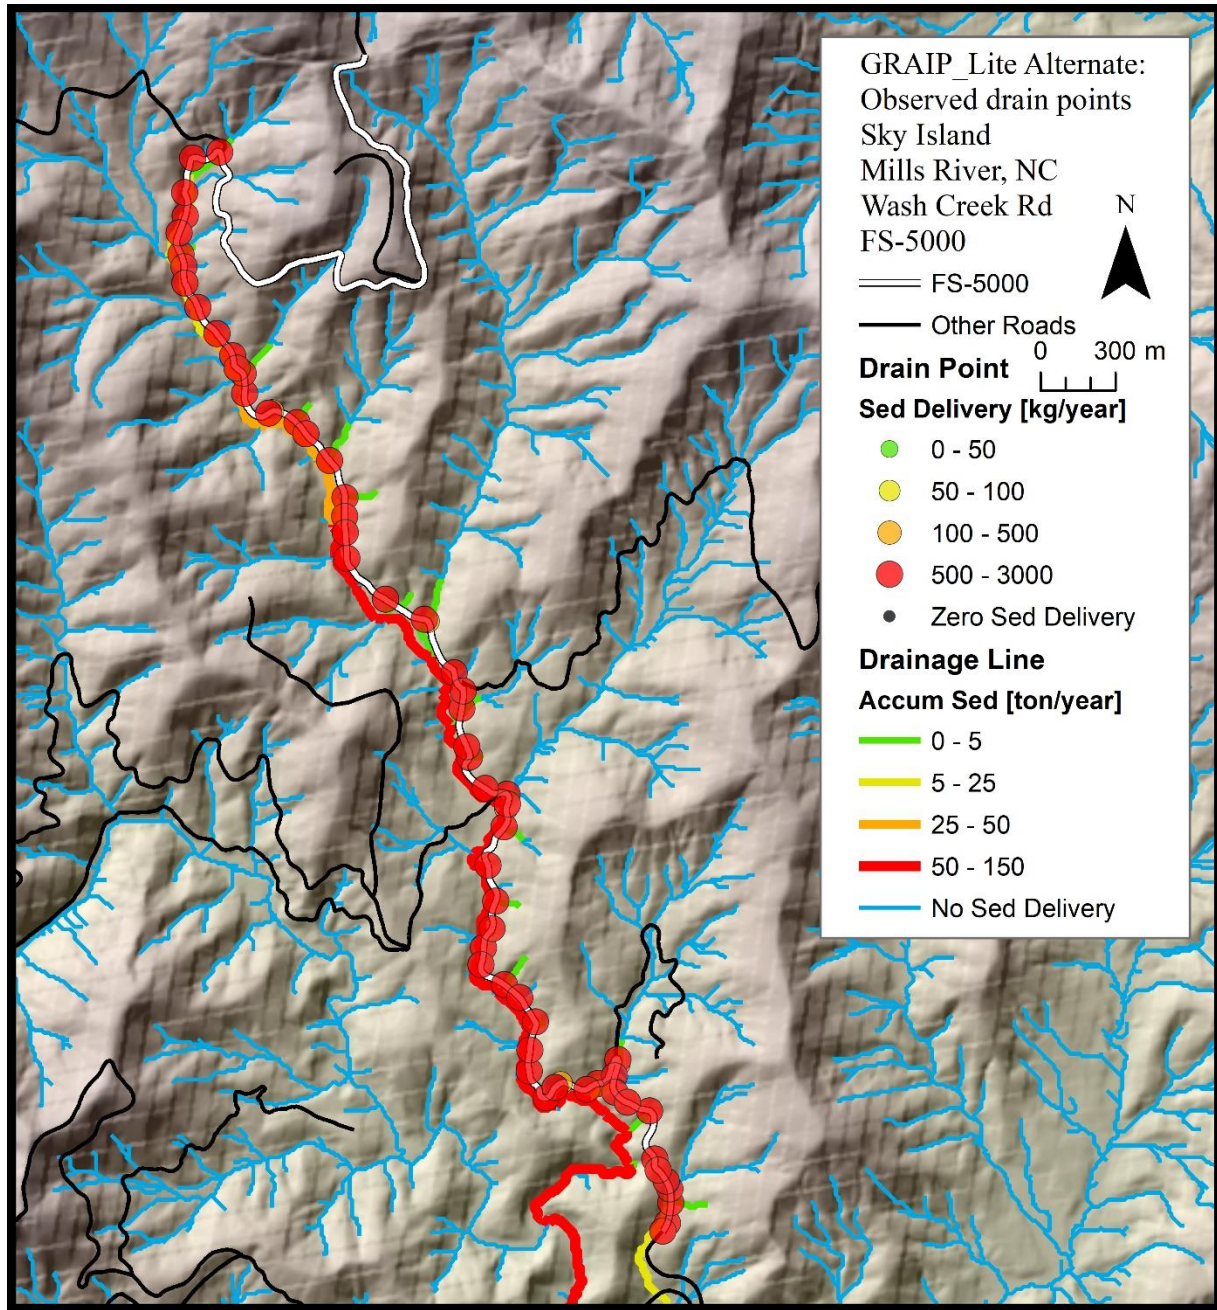 GRAIP_Lite Alternate:
Observed drain points
Sky Island
Mills River, NC
Wash Creek Rd
FS-5000
N
FS-5000
Other Roads
0 300 m
Drain Point
Sed Delivery [kg/year]
0 - 50
50 - 100
100 - 500
500 - 3000
Zero Sed Delivery
Drainage Line
Accum Sed [ton/year]
0 - 5
5 - 25
25 - 50
50 - 150
No Sed Delivery